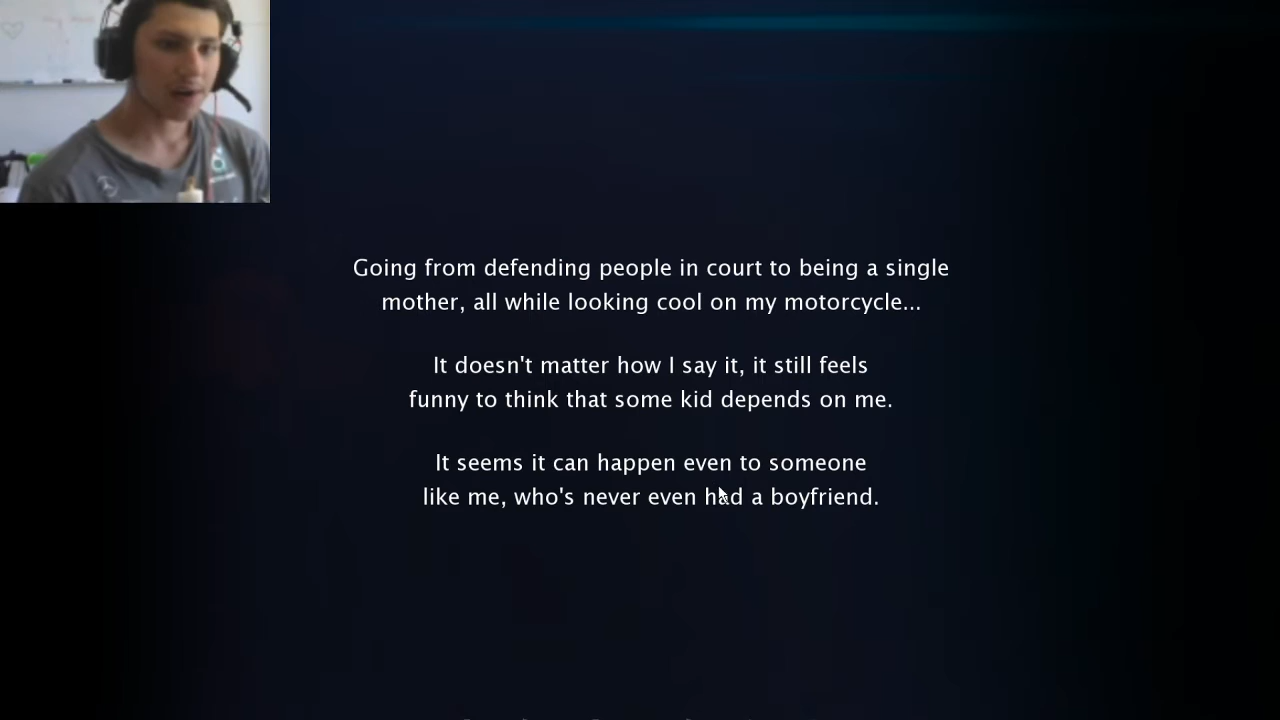 Going from defending people in court to being a single
mother, all while looking cool on my motorcycle...
It doesn't matter how I say it, it still feels
funny to think that some kid depends on me.
It seems it can happen even to someone
like me, who's never even had a boyfriend.